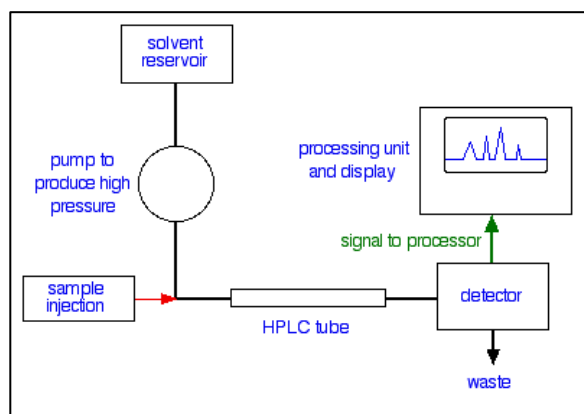 solvent
reservoir
pump to
produce high
pressure
processing unit
and display
signal to processor
sample
injection
HPLC tube
detector
waste